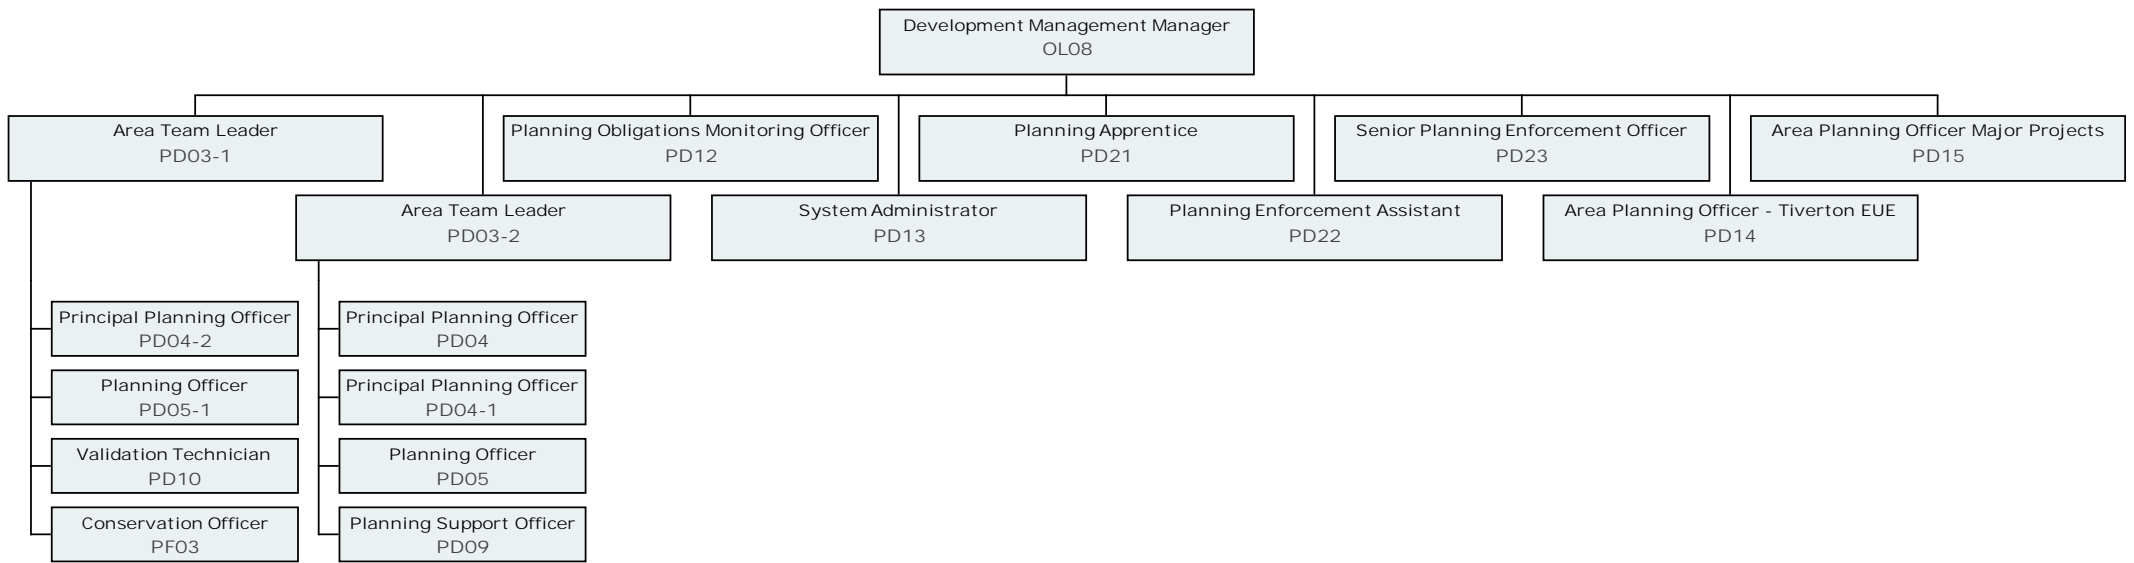 Development Management Manager
OL08
Area Team Leader
PD03-1
Planning Obligations Monitoring Officer
PD12
Planning Apprentice
PD21
Senior Planning Enforcement Officer
PD23
Area Planning Officer Major Projects
PD15
Area Team Leader
PD03-2
System Administrator
PD13
Planning Enforcement Assistant
PD22
Area Planning Officer - Tiverton EUE
PD14
Principal Planning Officer
PD04-2
Planning Officer
PD05-1
Validation Technician
PD10
Conservation Officer
PF03
Principal Planning Officer
PD04
Principal Planning Officer
PD04-1
Planning Officer
PD05
Planning Support Officer
PD09